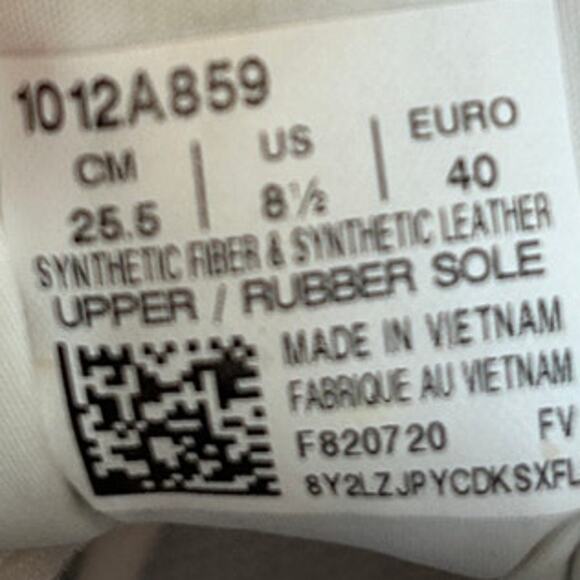 1012A859
CM | US | EURO
25.5 | 8½ | 40
SYNTHETIC FIBER & SYNTHETIC LEATHER
UPPER / RUBBER SOLE
MADE IN VIETNAM
FABRIQUE AU VIETNAM
F820720 FV
8Y2LZJPYCDKSXFL